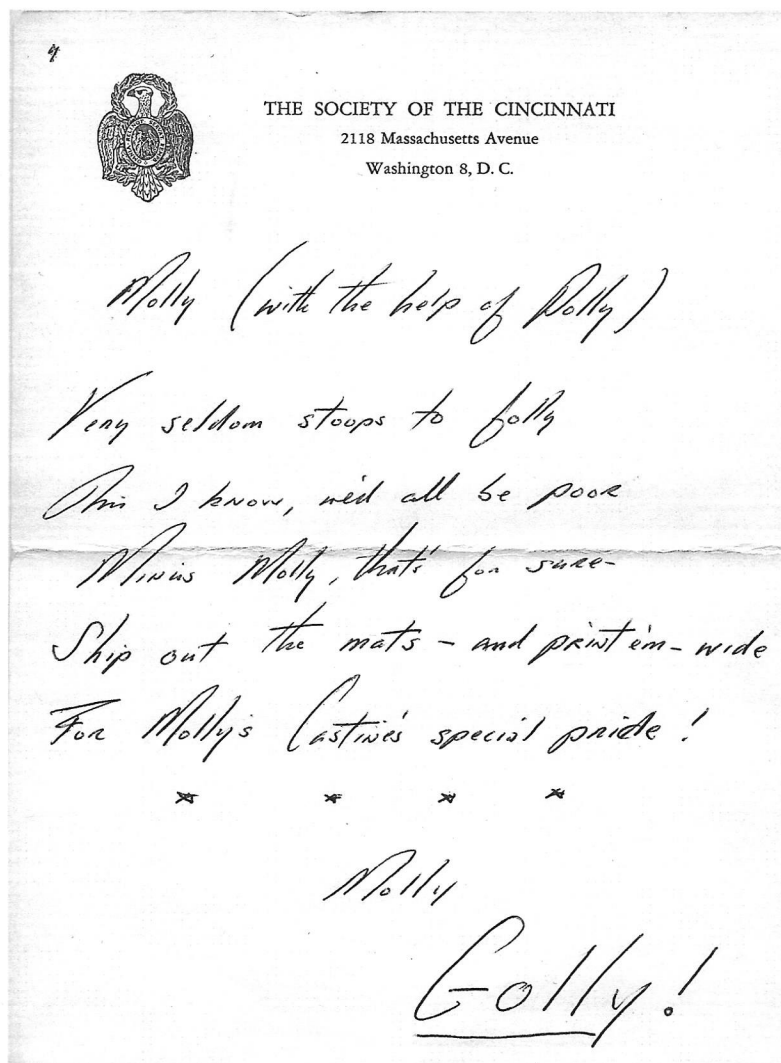 9
THE SOCIETY OF THE CINCINNATI
2118 Massachusetts Avenue
Washington 8, D. C.
Molly (with the help of Dolly)
Very seldom stoops to folly
This I know, we'd all be poor
Minus Molly, that's for sure-
Ship out the mats - and print 'em - wide
For Molly's Castine's special pride!
Molly
Golly!